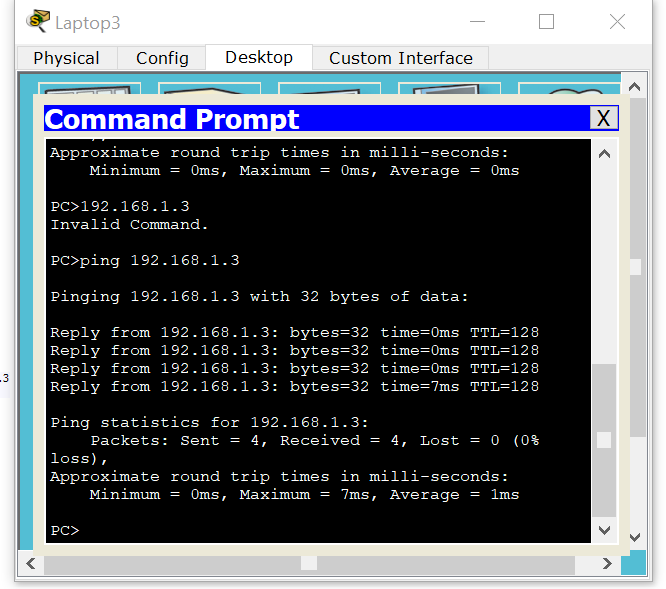 Laptop3
Physical Config Desktop Custom Interface
Command Prompt X
Approximate round trip times in milli-seconds:
Minimum = 0ms, Maximum = 0ms, Average = 0ms
PC>192.168.1.3
Invalid Command.
PC>ping 192.168.1.3
Pinging 192.168.1.3 with 32 bytes of data:
Reply from 192.168.1.3: bytes=32 time=0ms TTL=128
Reply from 192.168.1.3: bytes=32 time=0ms TTL=128
Reply from 192.168.1.3: bytes=32 time=0ms TTL=128
.3
Reply from 192.168.1.3: bytes=32 time=7ms TTL=128
Ping statistics for 192.168.1.3:
Packets: Sent = 4, Received = 4, Lost = 0 (0%
loss),
Approximate round trip times in milli-seconds:
Minimum = 0ms, Maximum = 7ms, Average = 1ms
PC>